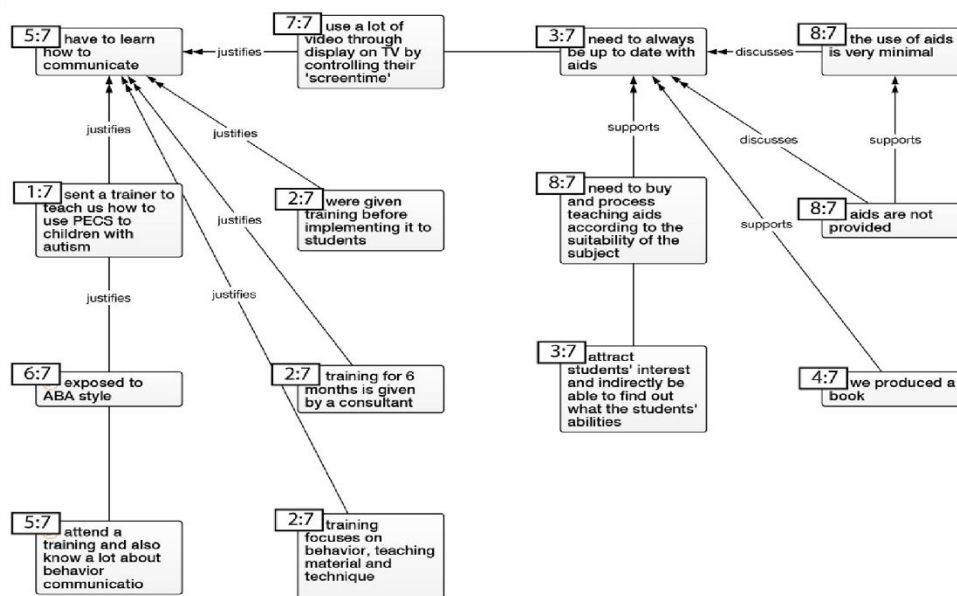 5:7 have to learn
how to
communicate
justifies
7:7 use a lot of
video through
display on TV by
controlling their
'screentime'
3:7 need to always
be up to date with
aids
discusses
8:7 the use of aids
is very minimal
justifies
justifies
supports
discusses
supports
1:7 sent a trainer to
teach us how to
use PECS to
children with
autism
2:7 were given
training before
implementing it to
students
justifies
8:7 need to buy
and process
teaching aids
according to the
suitability of the
subject
8:7 aids are not
provided
supports
justifies
justifies
6:7 exposed to
ABA style
2:7 training for 6
months is given
by a consultant
3:7 attract
students' interest
and indirectly be
able to find out
what the students'
abilities
4:7 we produced a
book
5:7 attend a
training and also
know a lot about
behavior
communicatio
2:7 training
focuses on
behavior, teaching
material and
technique